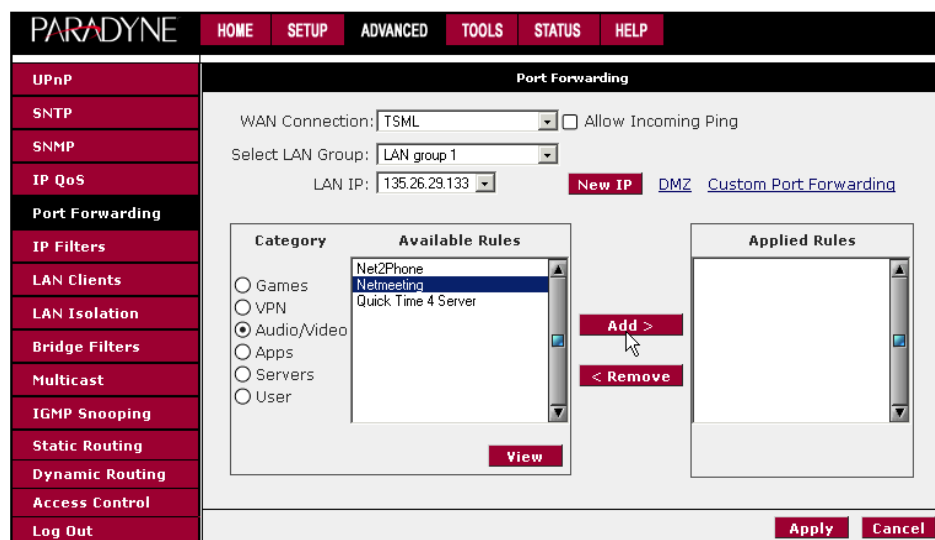 PARADYNE
HOME SETUP ADVANCED TOOLS STATUS HELP
UPnP
SNTP
SNMP
IP QoS
Port Forwarding
IP Filters
LAN Clients
LAN Isolation
Bridge Filters
Multicast
IGMP Snooping
Static Routing
Dynamic Routing
Access Control
Log Out
Port Forwarding
WAN Connection: TSML Allow Incoming Ping
Select LAN Group: LAN group 1
LAN IP: 135.26.29.133 New IP DMZ Custom Port Forwarding
Category
Games
VPN
Audio/Video
Apps
Servers
User
Available Rules
Net2Phone
Netmeeting
Quick Time 4 Server
View
Add >
< Remove
Applied Rules
Apply Cancel